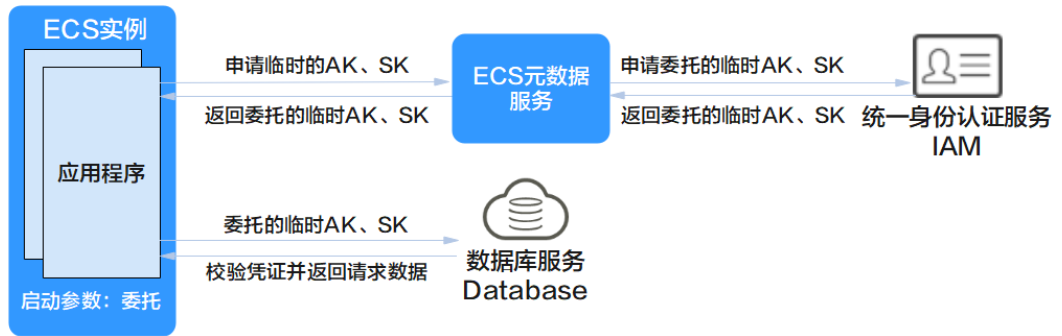 ECS实例
应用程序
启动参数：委托
申请临时的AK、SK
返回委托的临时AK、SK
ECS元数据
服务
申请委托的临时AK、SK
返回委托的临时AK、SK
统一身份认证服务
IAM
委托的临时AK、SK
校验凭证并返回请求数据
数据库服务
Database